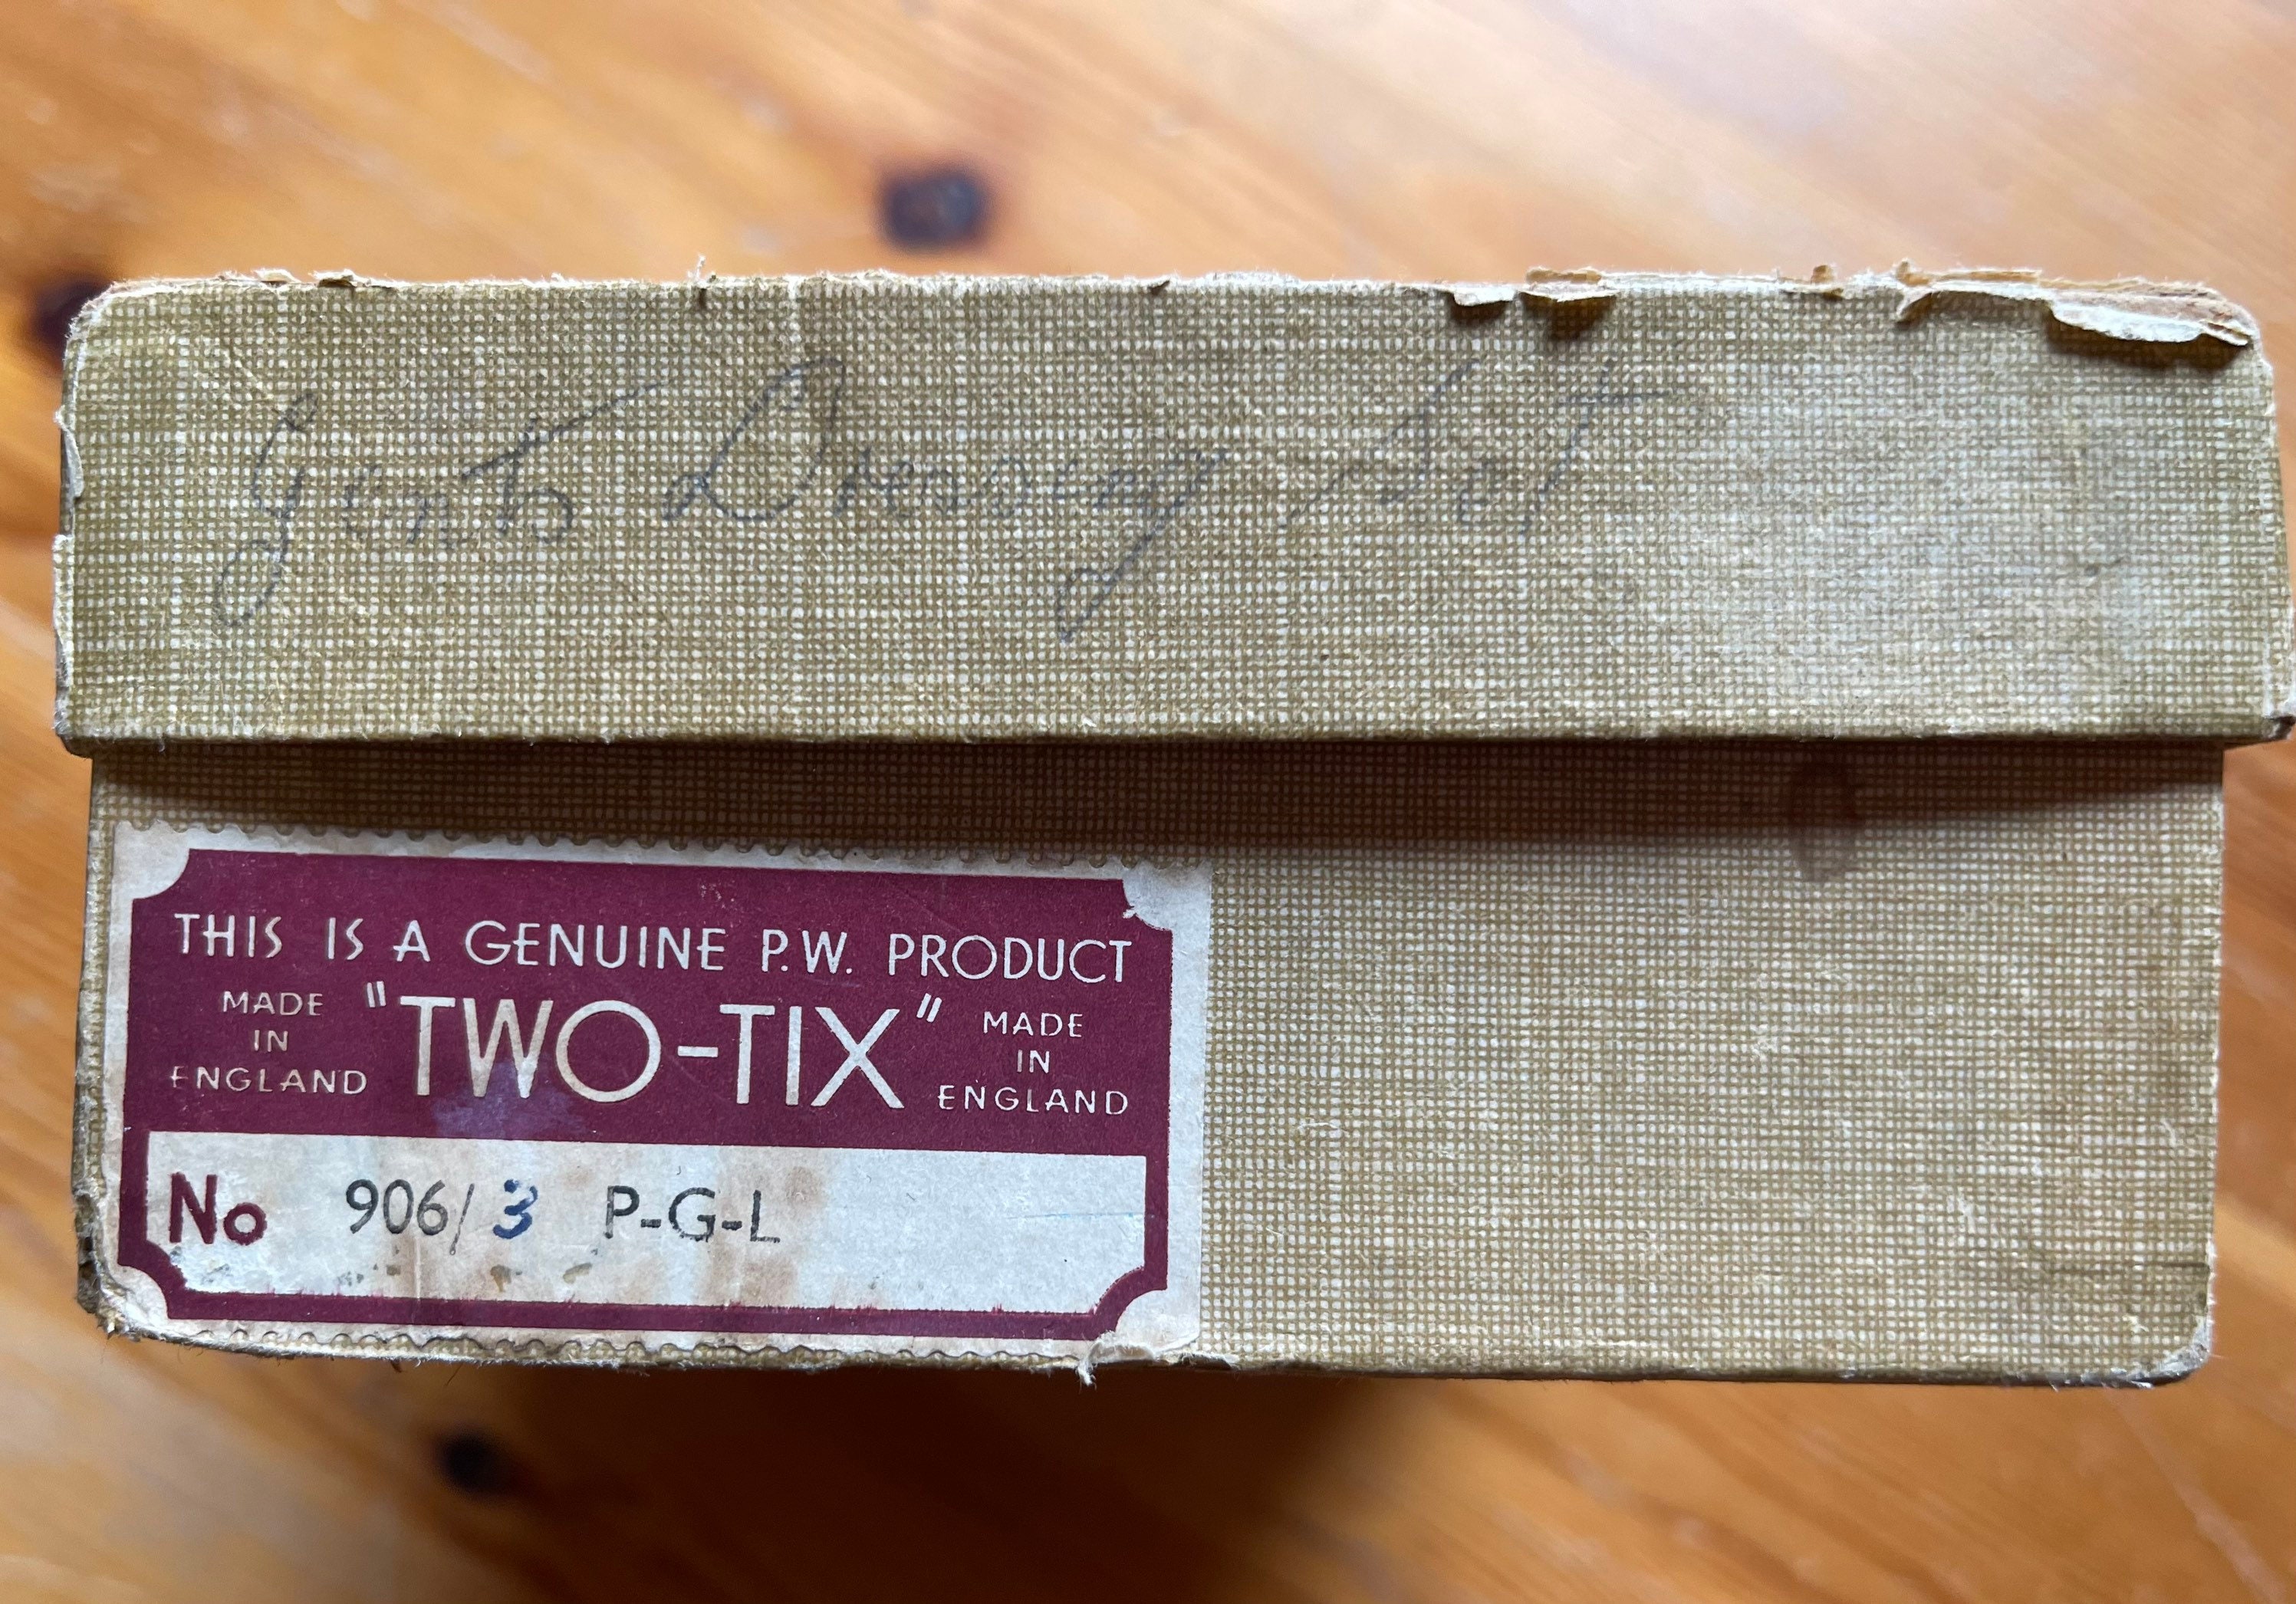 Gents Dressing Set
THIS IS A GENUINE P.W. PRODUCT
MADE IN ENGLAND "TWO-TIX" MADE IN ENGLAND
No 906/3 P-G-L